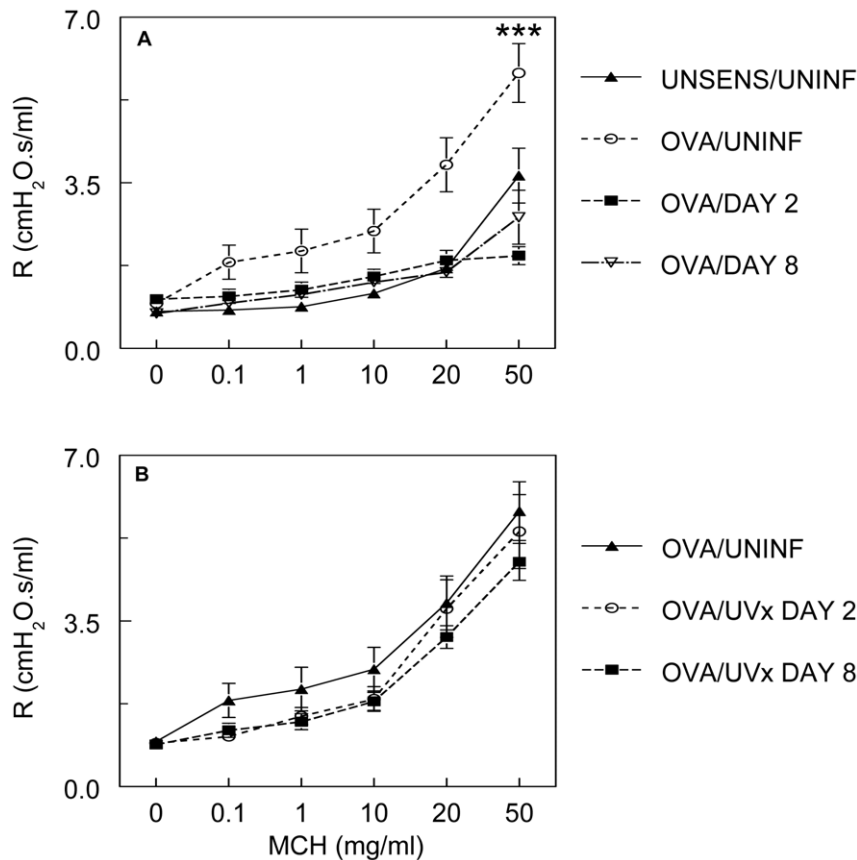 A
***
7.0
3.5
0.0
R (cmH₂O.s/ml)
0 0.1 1 10 20 50
UNSENS/UNINF
OVA/UNINF
OVA/DAY 2
OVA/DAY 8
B
7.0
3.5
0.0
R (cmH₂O.s/ml)
0 0.1 1 10 20 50
MCH (mg/ml)
OVA/UNINF
OVA/UVx DAY 2
OVA/UVx DAY 8